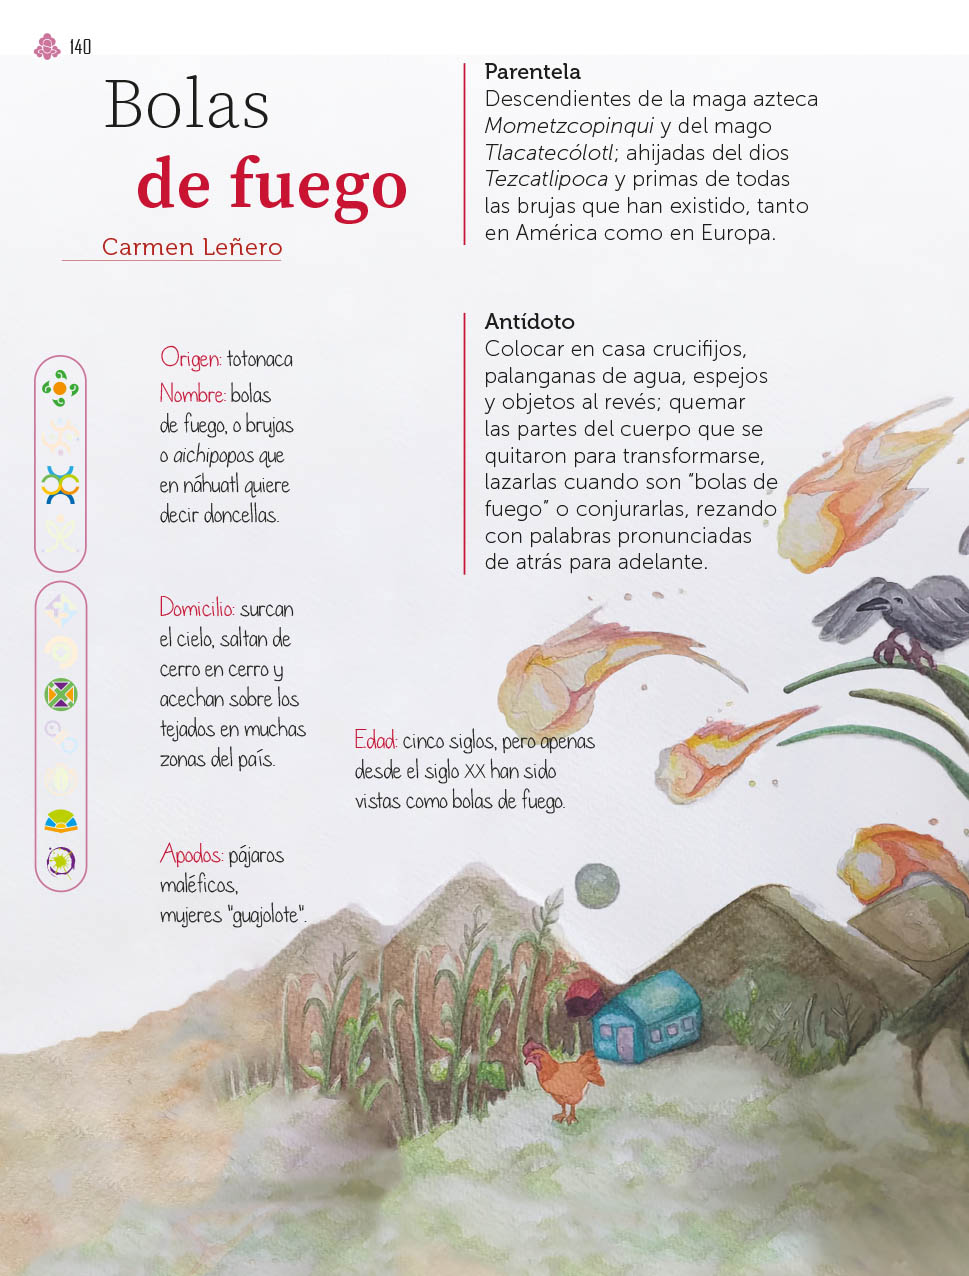 140
Bolas
de fuego
Carmen Leñero
Parentela
Descendientes de la maga azteca
Mometzcopinqui y del mago
Tlacatecólotl; ahijadas del dios
Tezcatlipoca y primas de todas
las brujas que han existido, tanto
en América como en Europa.
Antídoto
Colocar en casa crucifijos,
palanganas de agua, espejos
y objetos al revés; quemar
las partes del cuerpo que se
quitaron para transformarse,
lazarlas cuando son “bolas de
fuego” o conjurarlas, rezando
con palabras pronunciadas
de atrás para adelante.
Origen: totonaca
Nombre: bolas
de fuego, o brujas
o aichipopos que
en náhuatl quiere
decir doncellas.
Domicilio: surcan
el cielo, saltan de
cerro en cerro y
acechan sobre los
tejados en muchas
zonas del país.
Edad: cinco siglos, pero apenas
desde el siglo XX han sido
vistas como bolas de fuego.
Apodos: pájaros
maléficos,
mujeres "guajolote".